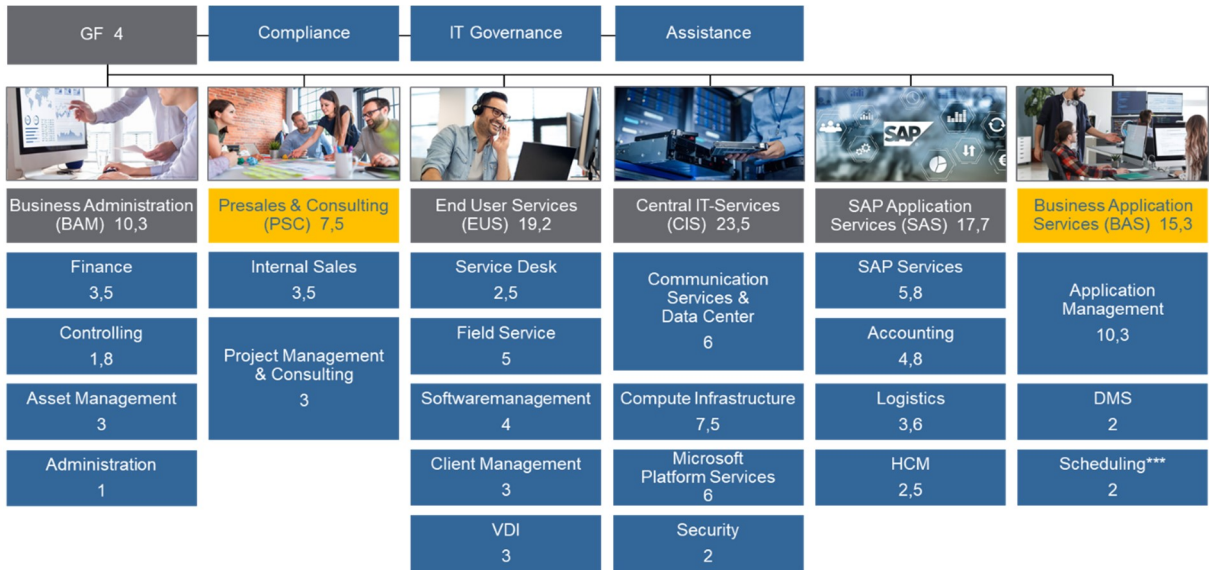 GF 4
Compliance
IT Governance
Assistance
SAP
Business Administration
(BAM) 10,3
Presales & Consulting
(PSC) 7,5
End User Services
(EUS) 19,2
Central IT-Services
(CIS) 23,5
SAP Application
Services (SAS) 17,7
Business Application
Services (BAS) 15,3
Finance
3,5
Controlling
1,8
Asset Management
3
Administration
1
Internal Sales
3,5
Project Management
& Consulting
3
Service Desk
2,5
Field Service
5
Softwaremanagement
4
Client Management
3
VDI
3
Communication
Services &
Data Center
6
Compute Infrastructure
7,5
Microsoft
Platform Services
6
Security
2
SAP Services
5,8
Accounting
4,8
Logistics
3,6
HCM
2,5
Application
Management
10,3
DMS
2
Scheduling***
2